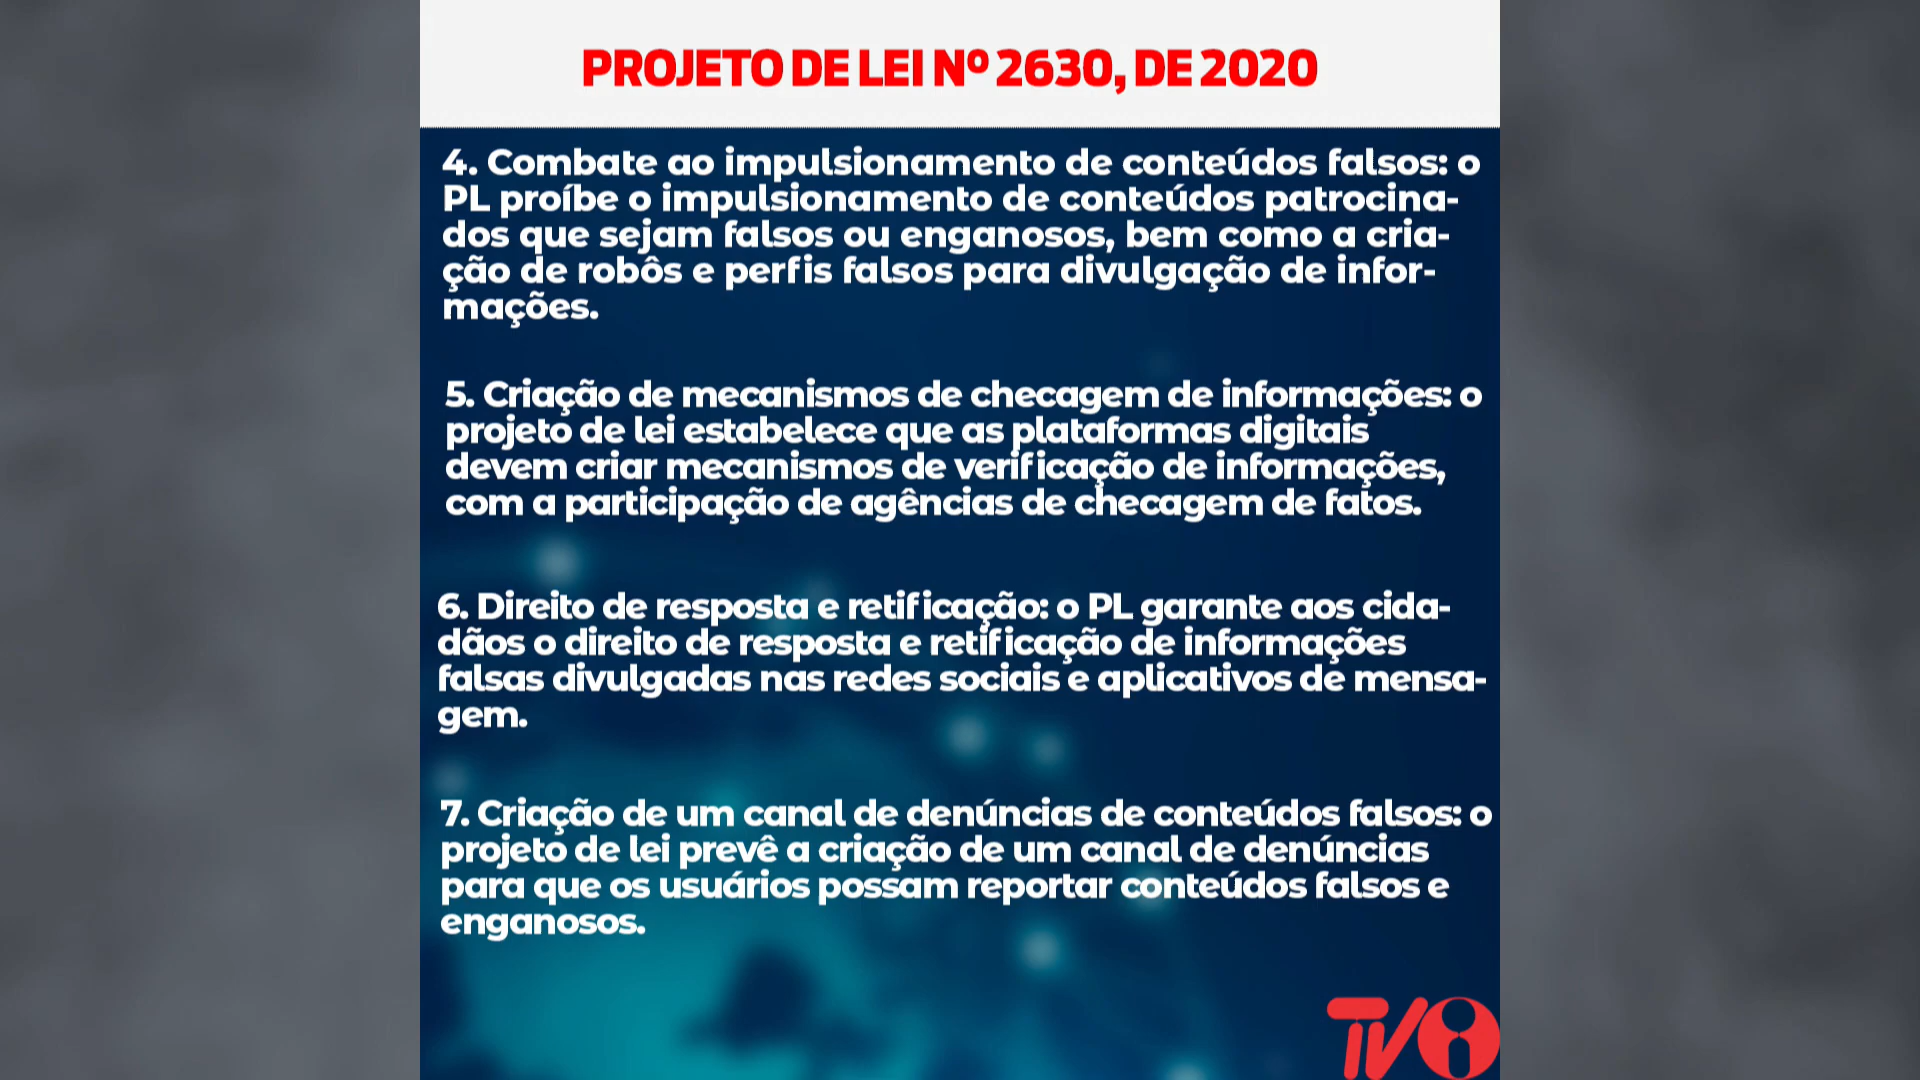 PROJETO DE LEI Nº 2630, DE 2020
4. Combate ao impulsionamento de conteúdos falsos: o
PL proíbe o impulsionamento de conteúdos patrocina-
dos que sejam falsos ou enganosos, bem como a cria-
ção de robôs e perfis falsos para divulgação de infor-
mações.
5. Criação de mecanismos de checagem de informações: o
projeto de lei estabelece que as plataformas digitais
devem criar mecanismos de verificação de informações,
com a participação de agências de checagem de fatos.
6. Direito de resposta e retificação: o PL garante aos cida-
dãos o direito de resposta e retificação de informações
falsas divulgadas nas redes sociais e aplicativos de mensa-
gem.
7. Criação de um canal de denúncias de conteúdos falsos: o
projeto de lei prevê a criação de um canal de denúncias
para que os usuários possam reportar conteúdos falsos e
enganosos.
TVi